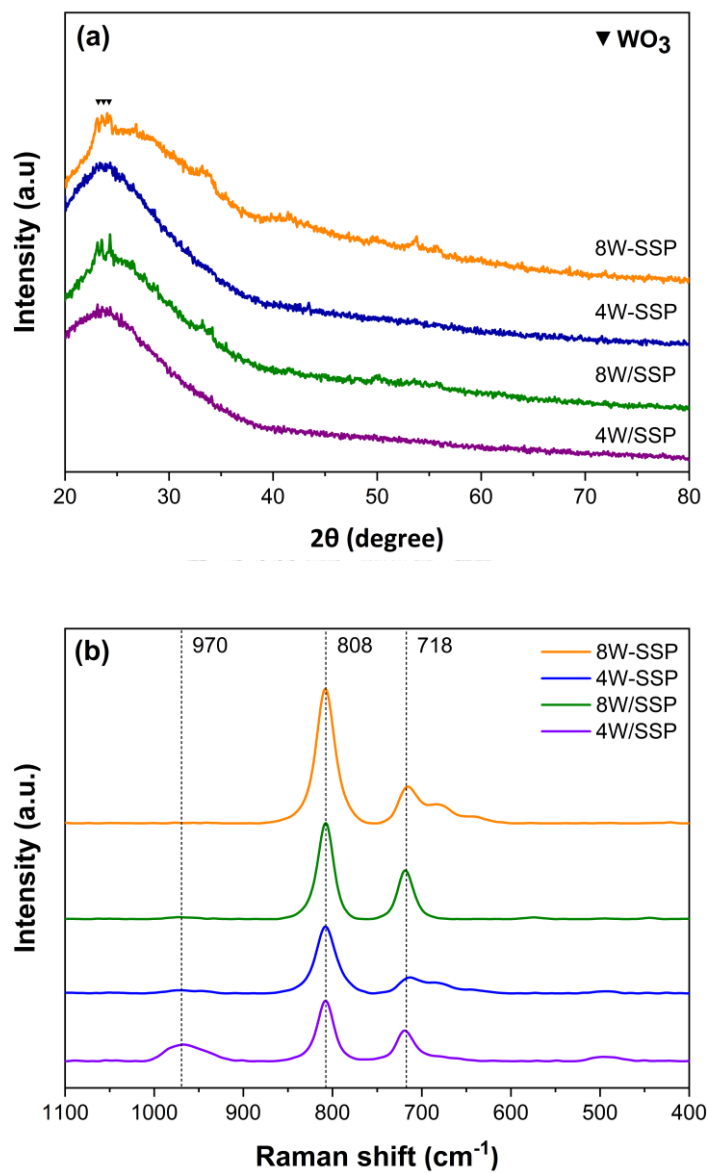 (a)
▼ WO₃
8W-SSP
4W-SSP
8W/SSP
4W/SSP
Intensity (a.u)
20 30 40 50 60 70 80
2θ (degree)
(b)
970 808 718
8W-SSP
4W-SSP
8W/SSP
4W/SSP
Intensity (a.u.)
1100 1000 900 800 700 600 500 400
Raman shift (cm⁻¹)